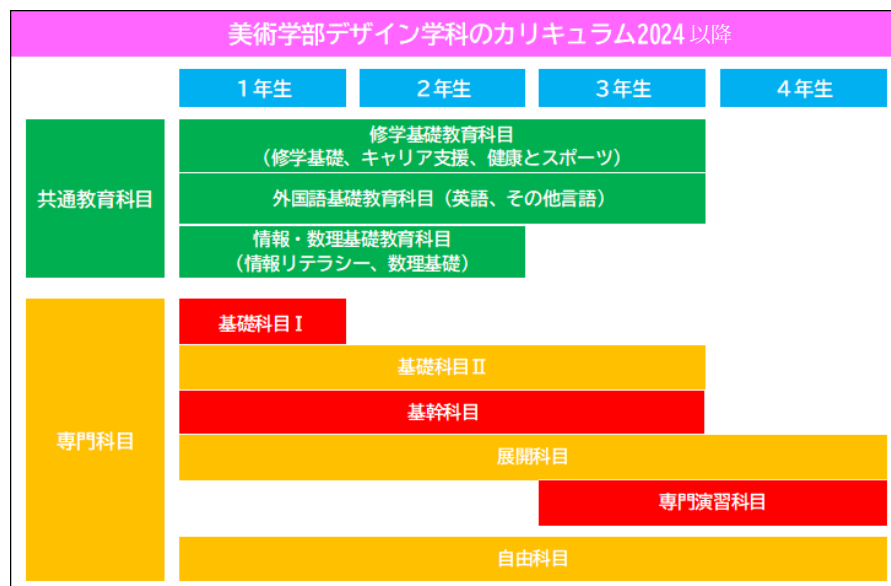 美術学部デザイン学科のカリキュラム2024以降
1年生
2年生
3年生
4年生
共通教育科目
修学基礎教育科目
（修学基礎、キャリア支援、健康とスポーツ）
外国語基礎教育科目（英語、その他言語）
情報・数理基礎教育科目
（情報リテラシー、数理基礎）
専門科目
基礎科目Ⅰ
基礎科目Ⅱ
基幹科目
展開科目
専門演習科目
自由科目